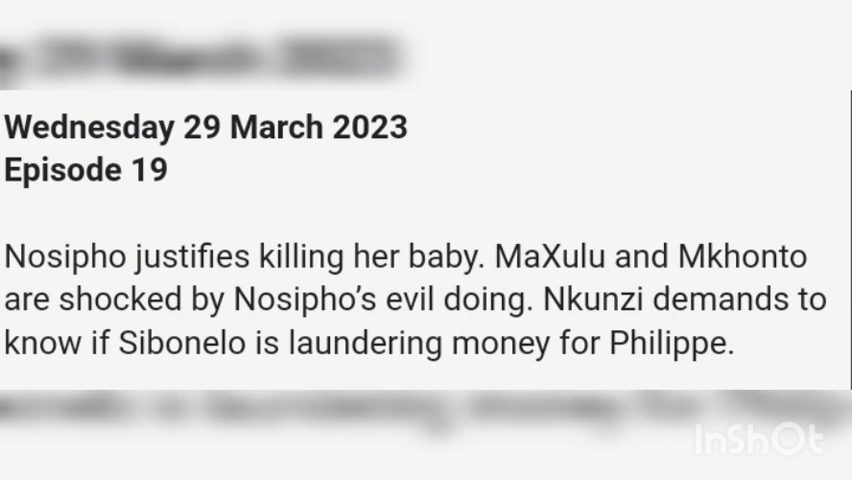 Wednesday 29 March 2023
Episode 19
Nosipho justifies killing her baby. MaXulu and Mkhonto
are shocked by Nosipho’s evil doing. Nkunzi demands to
know if Sibonelo is laundering money for Philippe.
InShOt